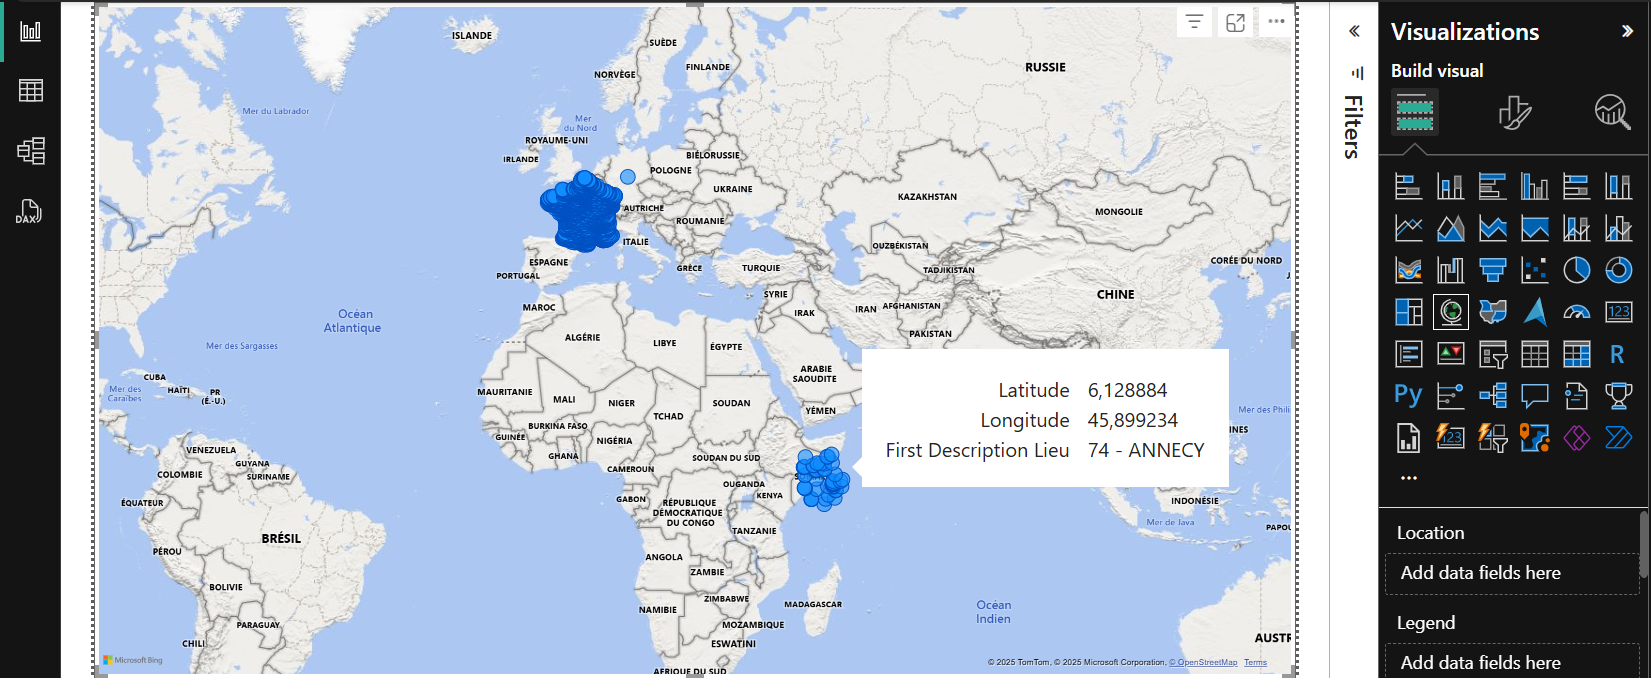 ISLANDE
SUÈDE
FINLANDE
NORVÈGE
RUSSIE
Mer du Labrador
Mer
du Nord
ROYAUME-UNI
IRLANDE
BIÉLORUSSIE
POLOGNE
UKRAINE
KAZAKHSTAN
MONGOLIE
AUTRICHE
ROUMANIE
ITALIE
OUZBÉKISTAN
ESPAGNE
PORTUGAL
GRÈCE
TURQUIE
TADJIKISTAN
CORÉE DU NORD
SYRIE
CHINE
IRAN
AFGHANISTAN
IRAK
PAKISTAN
MAROC
Océan
Atlantique
ALGÉRIE
LIBYE
ÉGYPTE
Mer des Sargasses
ARABIE
SAOUDITE
CUBA
HAÏTI
PR
(É.-U.)
Mer des
Caraïbes
MAURITANIE
MALI
NIGER
TCHAD
SOUDAN
YÉMEN
Mer des Phili
BURKINA FASO
GUINÉE
NIGÉRIA
GHANA
CAMEROUN
SOUDAN DU SUD
INES
VENEZUELA
GUYANA
COLOMBIE
SURINAME
OUGANDA
KENYA
GABON
RÉPUBLIQUE
DÉMOCRATIQUE
DU CONGO
ÉQUATEUR
INDONÉSIE
Mer de Java
PAPOU
TANZANIE
BRÉSIL
PÉROU
ANGOLA
ZAMBIE
BOLIVIE
ZIMBABWE
MADAGASCAR
NAMIBIE
MOZAMBIQUE
Océan
Indien
PARAGUAY
CHILI
ESWATINI
AUSTR
AFRIQUE DU SUD
Microsoft Bing
© 2025 TomTom, © 2025 Microsoft Corporation, © OpenStreetMap Terms
Latitude 6,128884
Longitude 45,899234
First Description Lieu 74 - ANNECY
Filters
Visualizations
Build visual
123
R
Py
123
Location
Add data fields here
Legend
Add data fields here
DAX